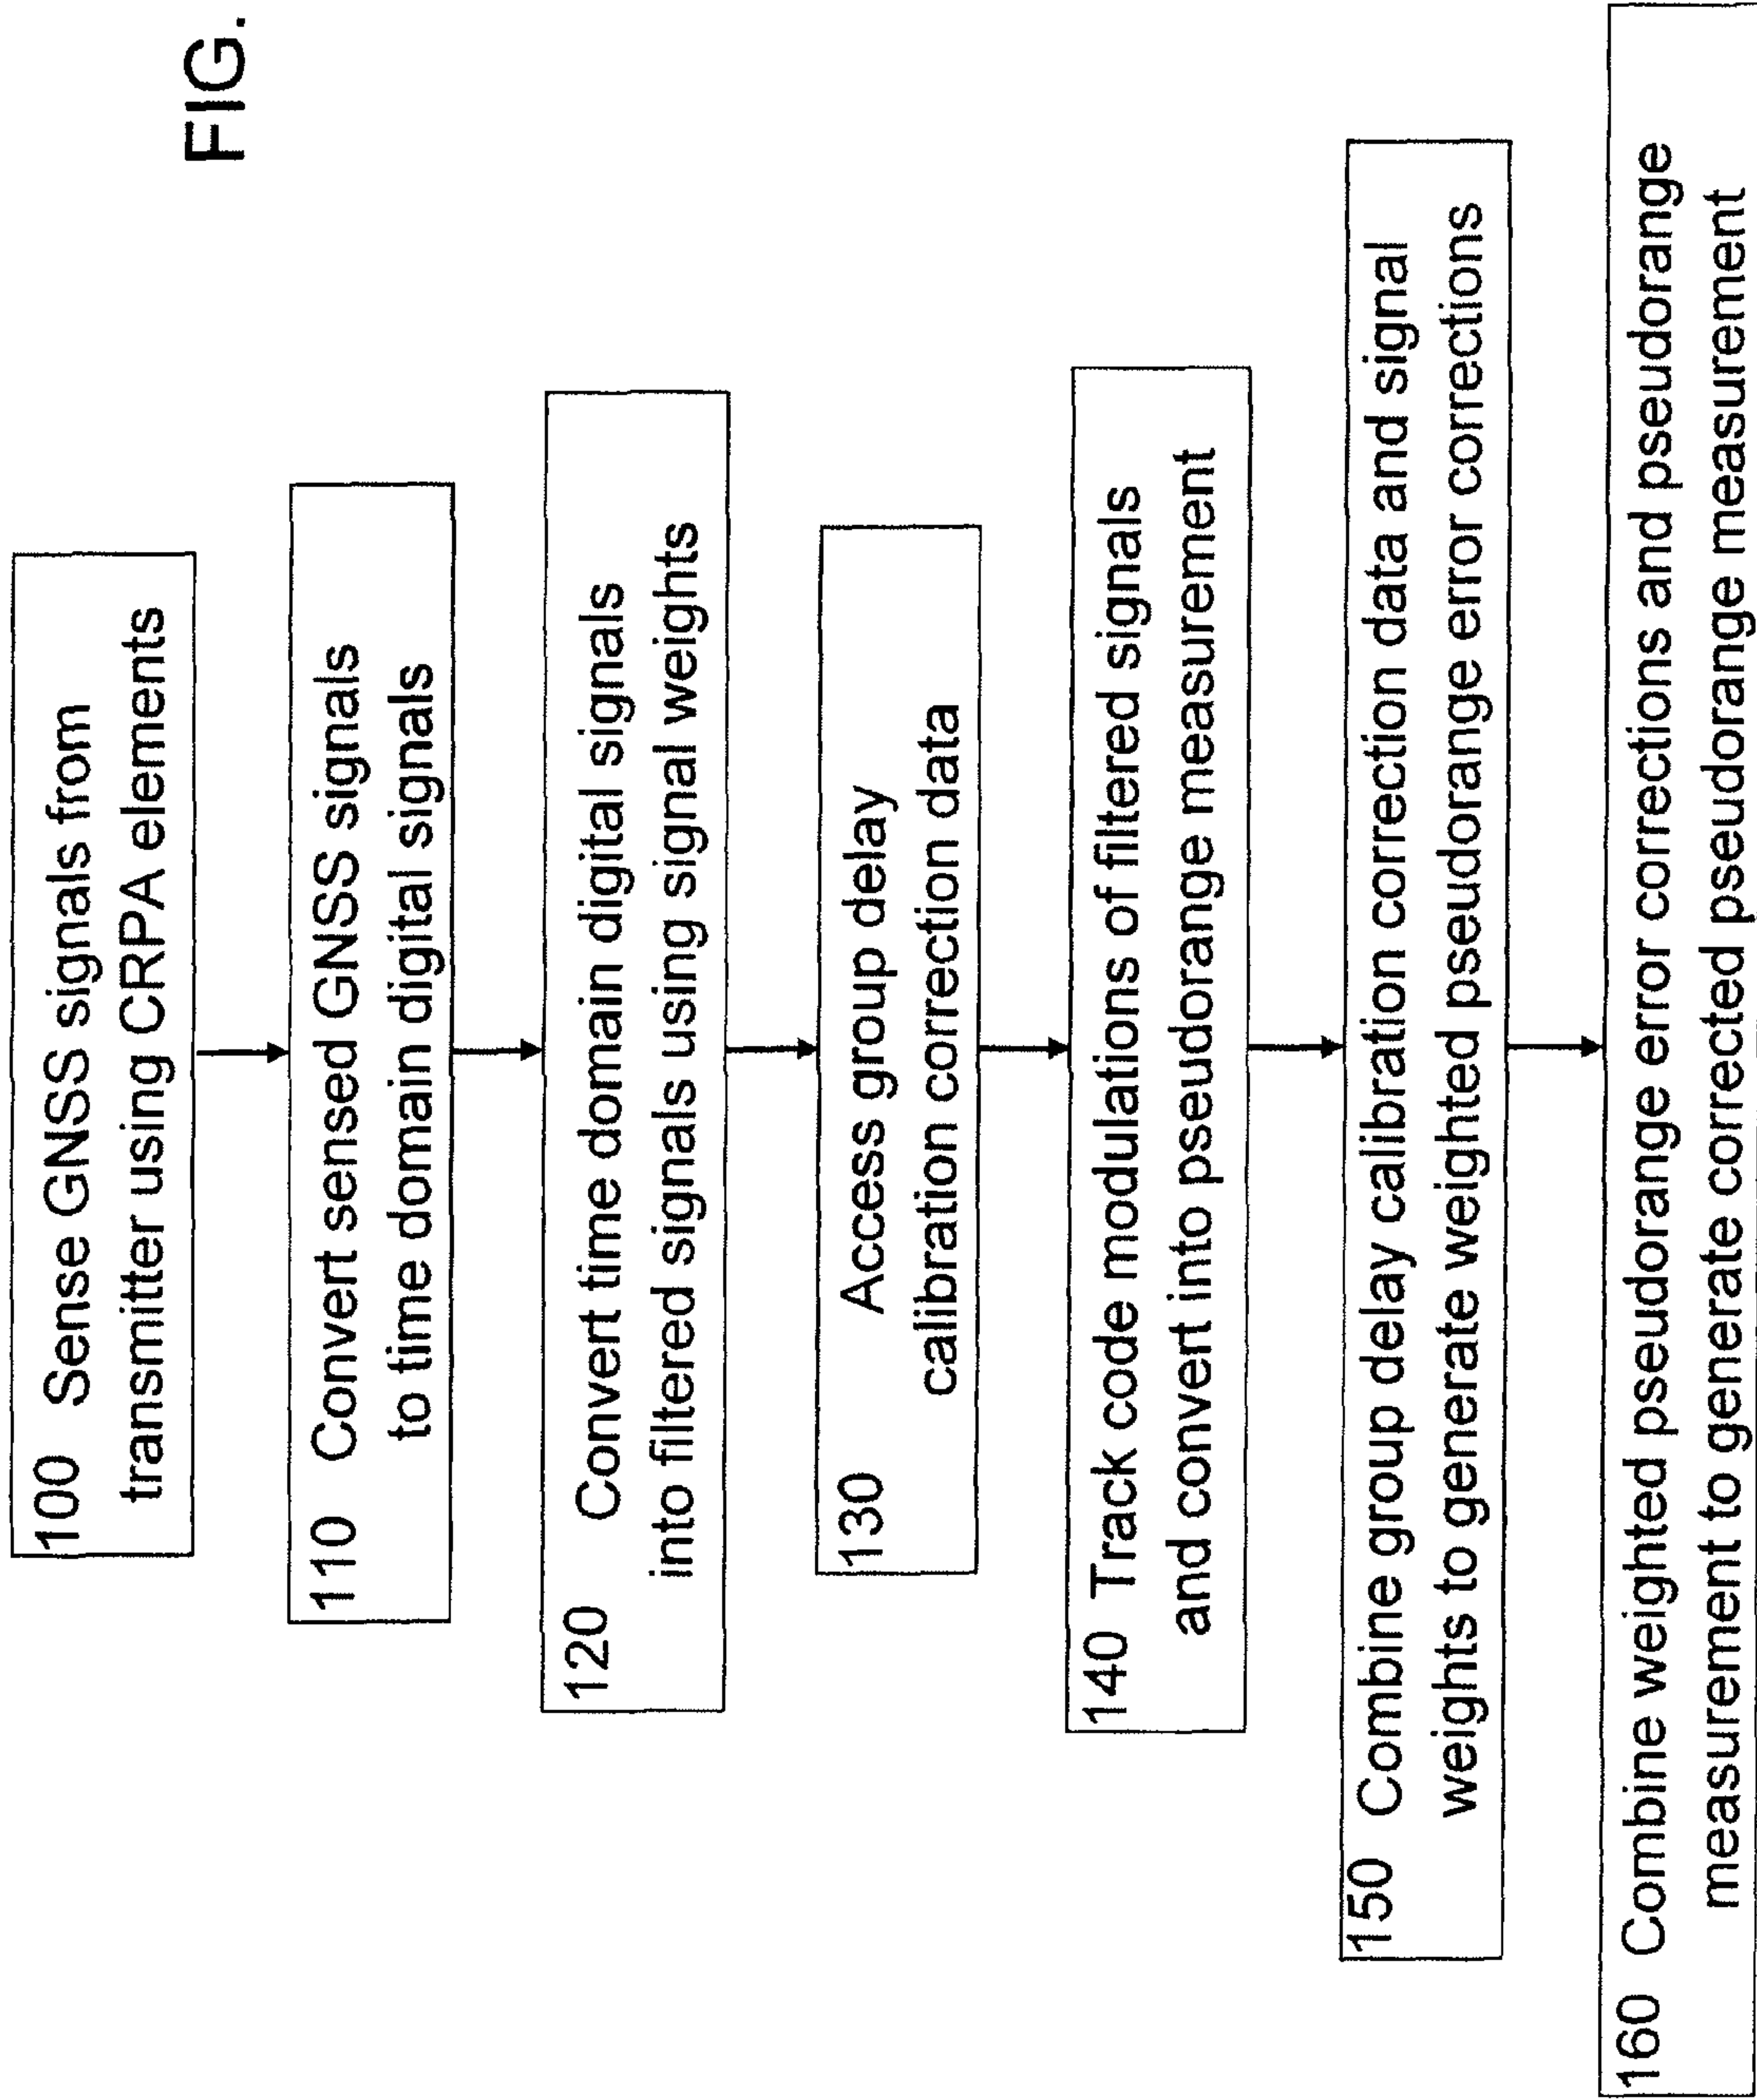 FIG.
100 Sense GNSS signals from
transmitter using CRPA elements
110 Convert sensed GNSS signals
to time domain digital signals
120 Convert time domain digital signals
into filtered signals using signal weights
130 Access group delay
calibration correction data
140 Track code modulations of filtered signals
and convert into pseudorange measurement
150 Combine group delay calibration correction data and signal
weights to generate weighted pseudorange error corrections
160 Combine weighted pseudorange error corrections and pseudorange
measurement to generate corrected pseudorange measurement